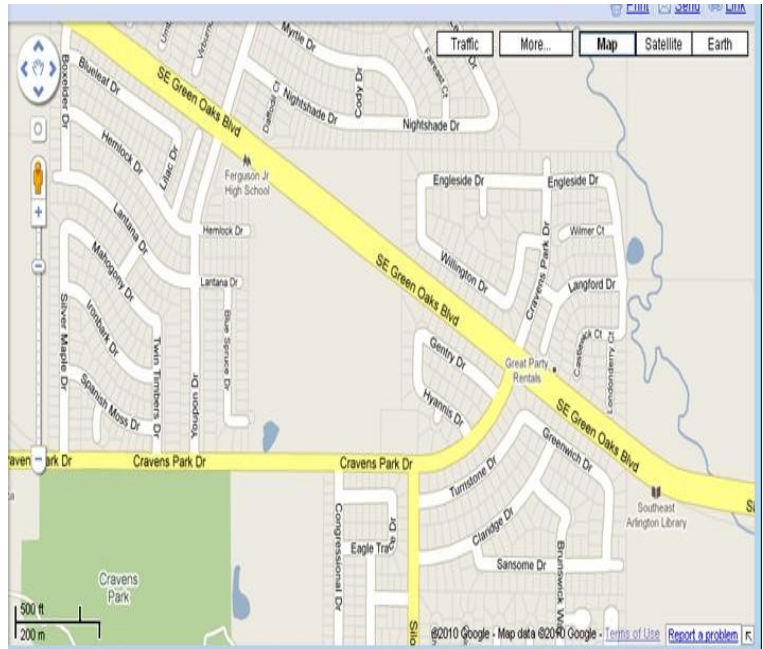 Print Send Link
Traffic More... Map Satellite Earth
Myrtle Dr
Boxelder Dr
Blueleaf Dr
SE Green Oaks Blvd
Daffodil Ct
Cody Dr
Faireast Ct
Nightshade Dr
Nightshade Dr
Hemlock Dr
Lilac Dr
Ferguson Jr
High School
Engleside Dr
Engleside Dr
Lantana Dr
Hemlock Dr
Wilmer Ct
Mahogony Dr
SE Green Oaks Blvd
Willington Dr
Cravens Park Dr
Lantana Dr
Langford Dr
Silver Maple Dr
Ironbark Dr
Twin Timbers Dr
Youpon Dr
Blue Spruce Dr
Gentry Dr
Great Party
Rentals
Londonderry Ct
Spanish Moss Dr
Hyannis Dr
SE Green Oaks Blvd
Greenwich Dr
Cravens Park Dr
Cravens Park Dr
Turnstone Dr
Southeast
Arlington Library
Congressional Dr
Claridge Dr
Eagle Tra
Sansome Dr
Brunswick
Cravens
Park
500 ft
200 m
©2010 Google - Map data ©2010 Google - Terms of Use Report a problem